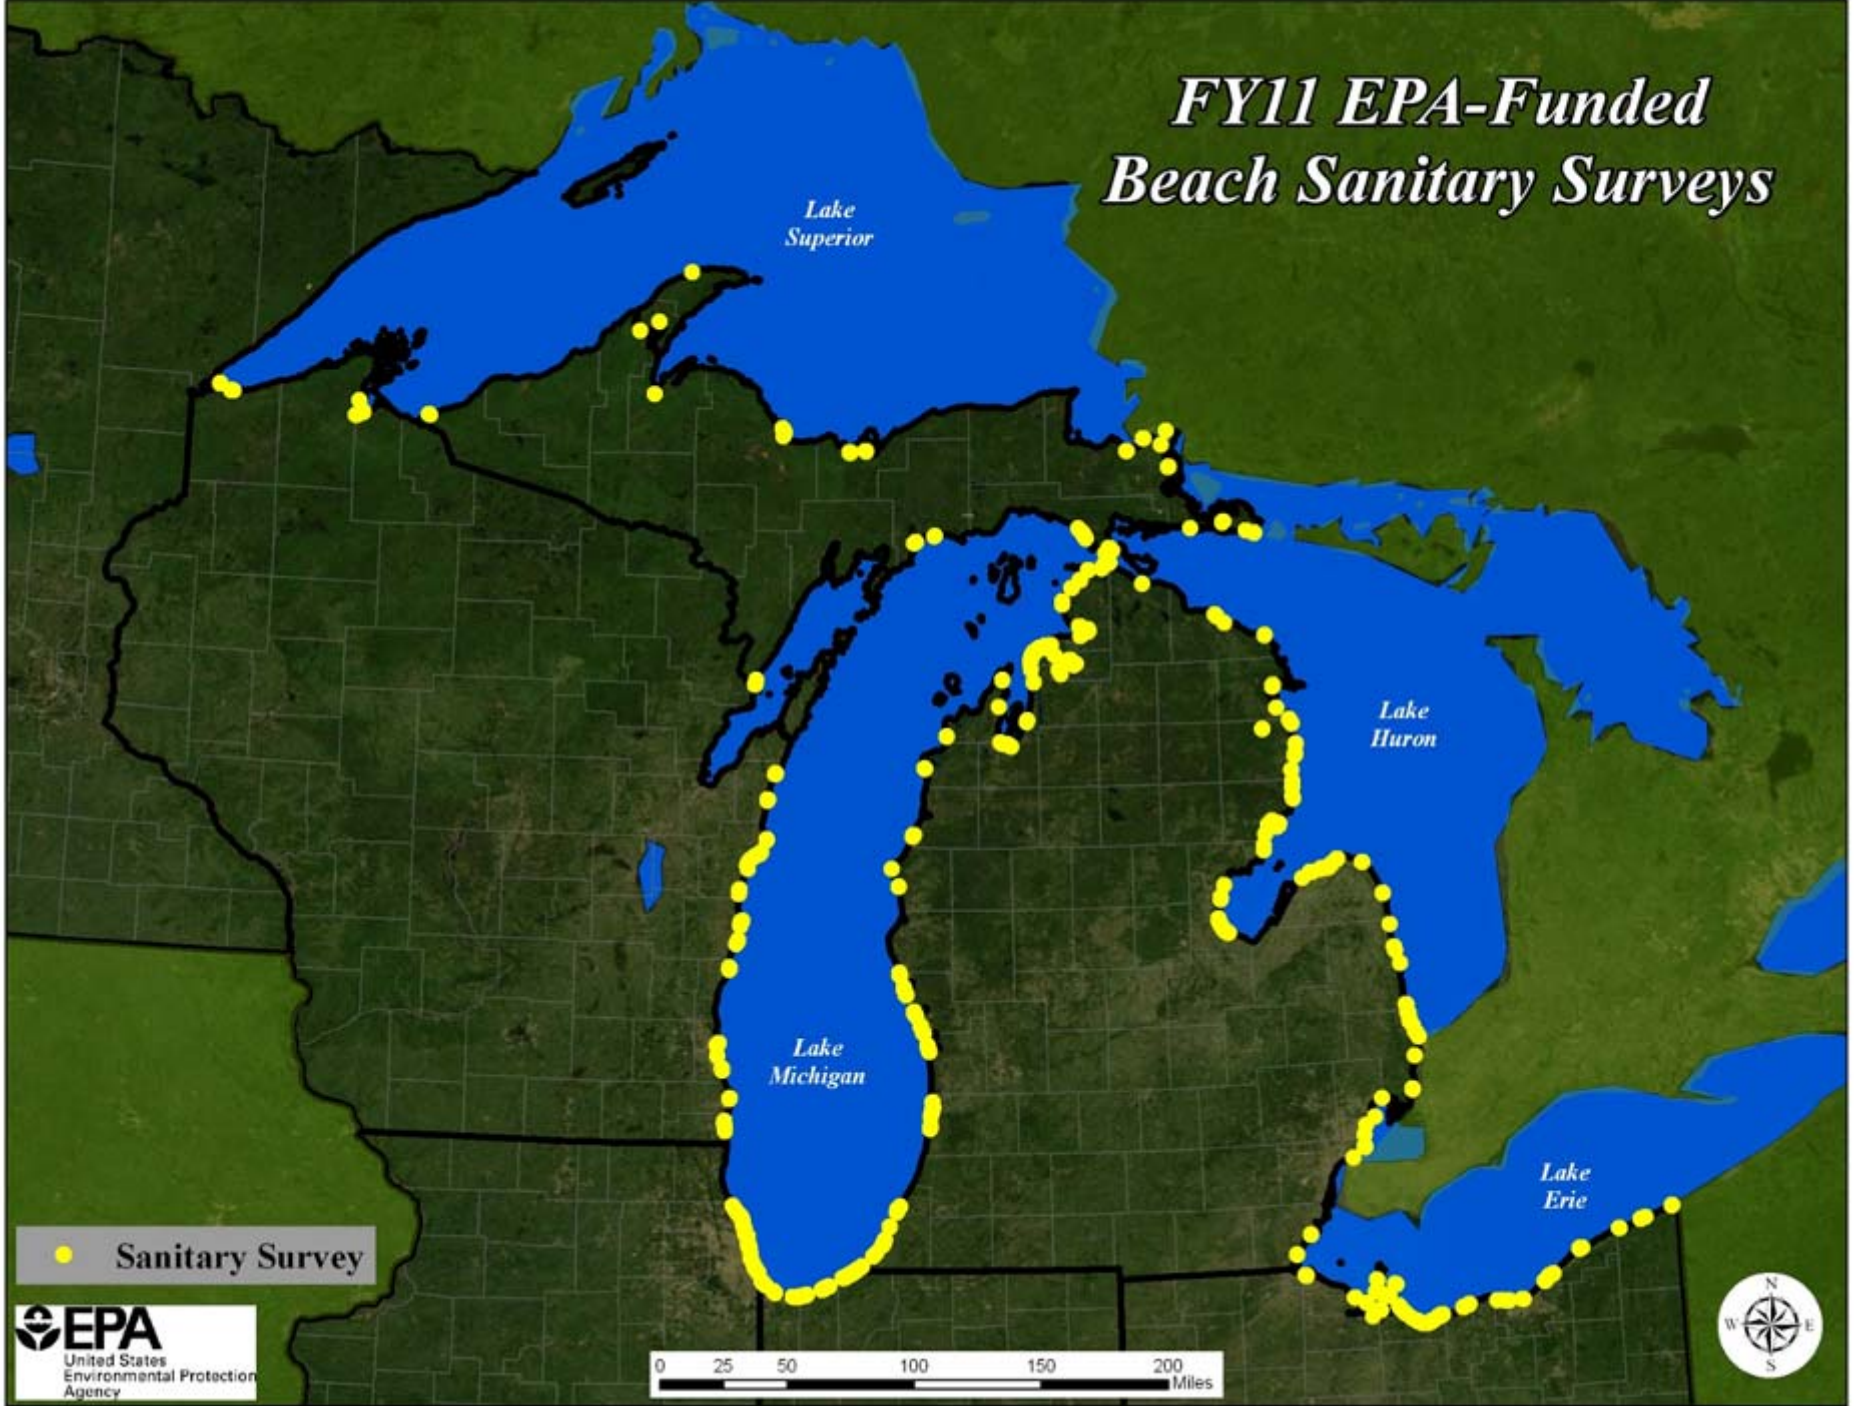 FY11 EPA-Funded
Beach Sanitary Surveys
Lake
Superior
Lake
Huron
Lake
Michigan
Lake
Erie
Sanitary Survey
EPA
United States
Environmental Protection
Agency
0 25 50 100 150 200
Miles
N
W E
S